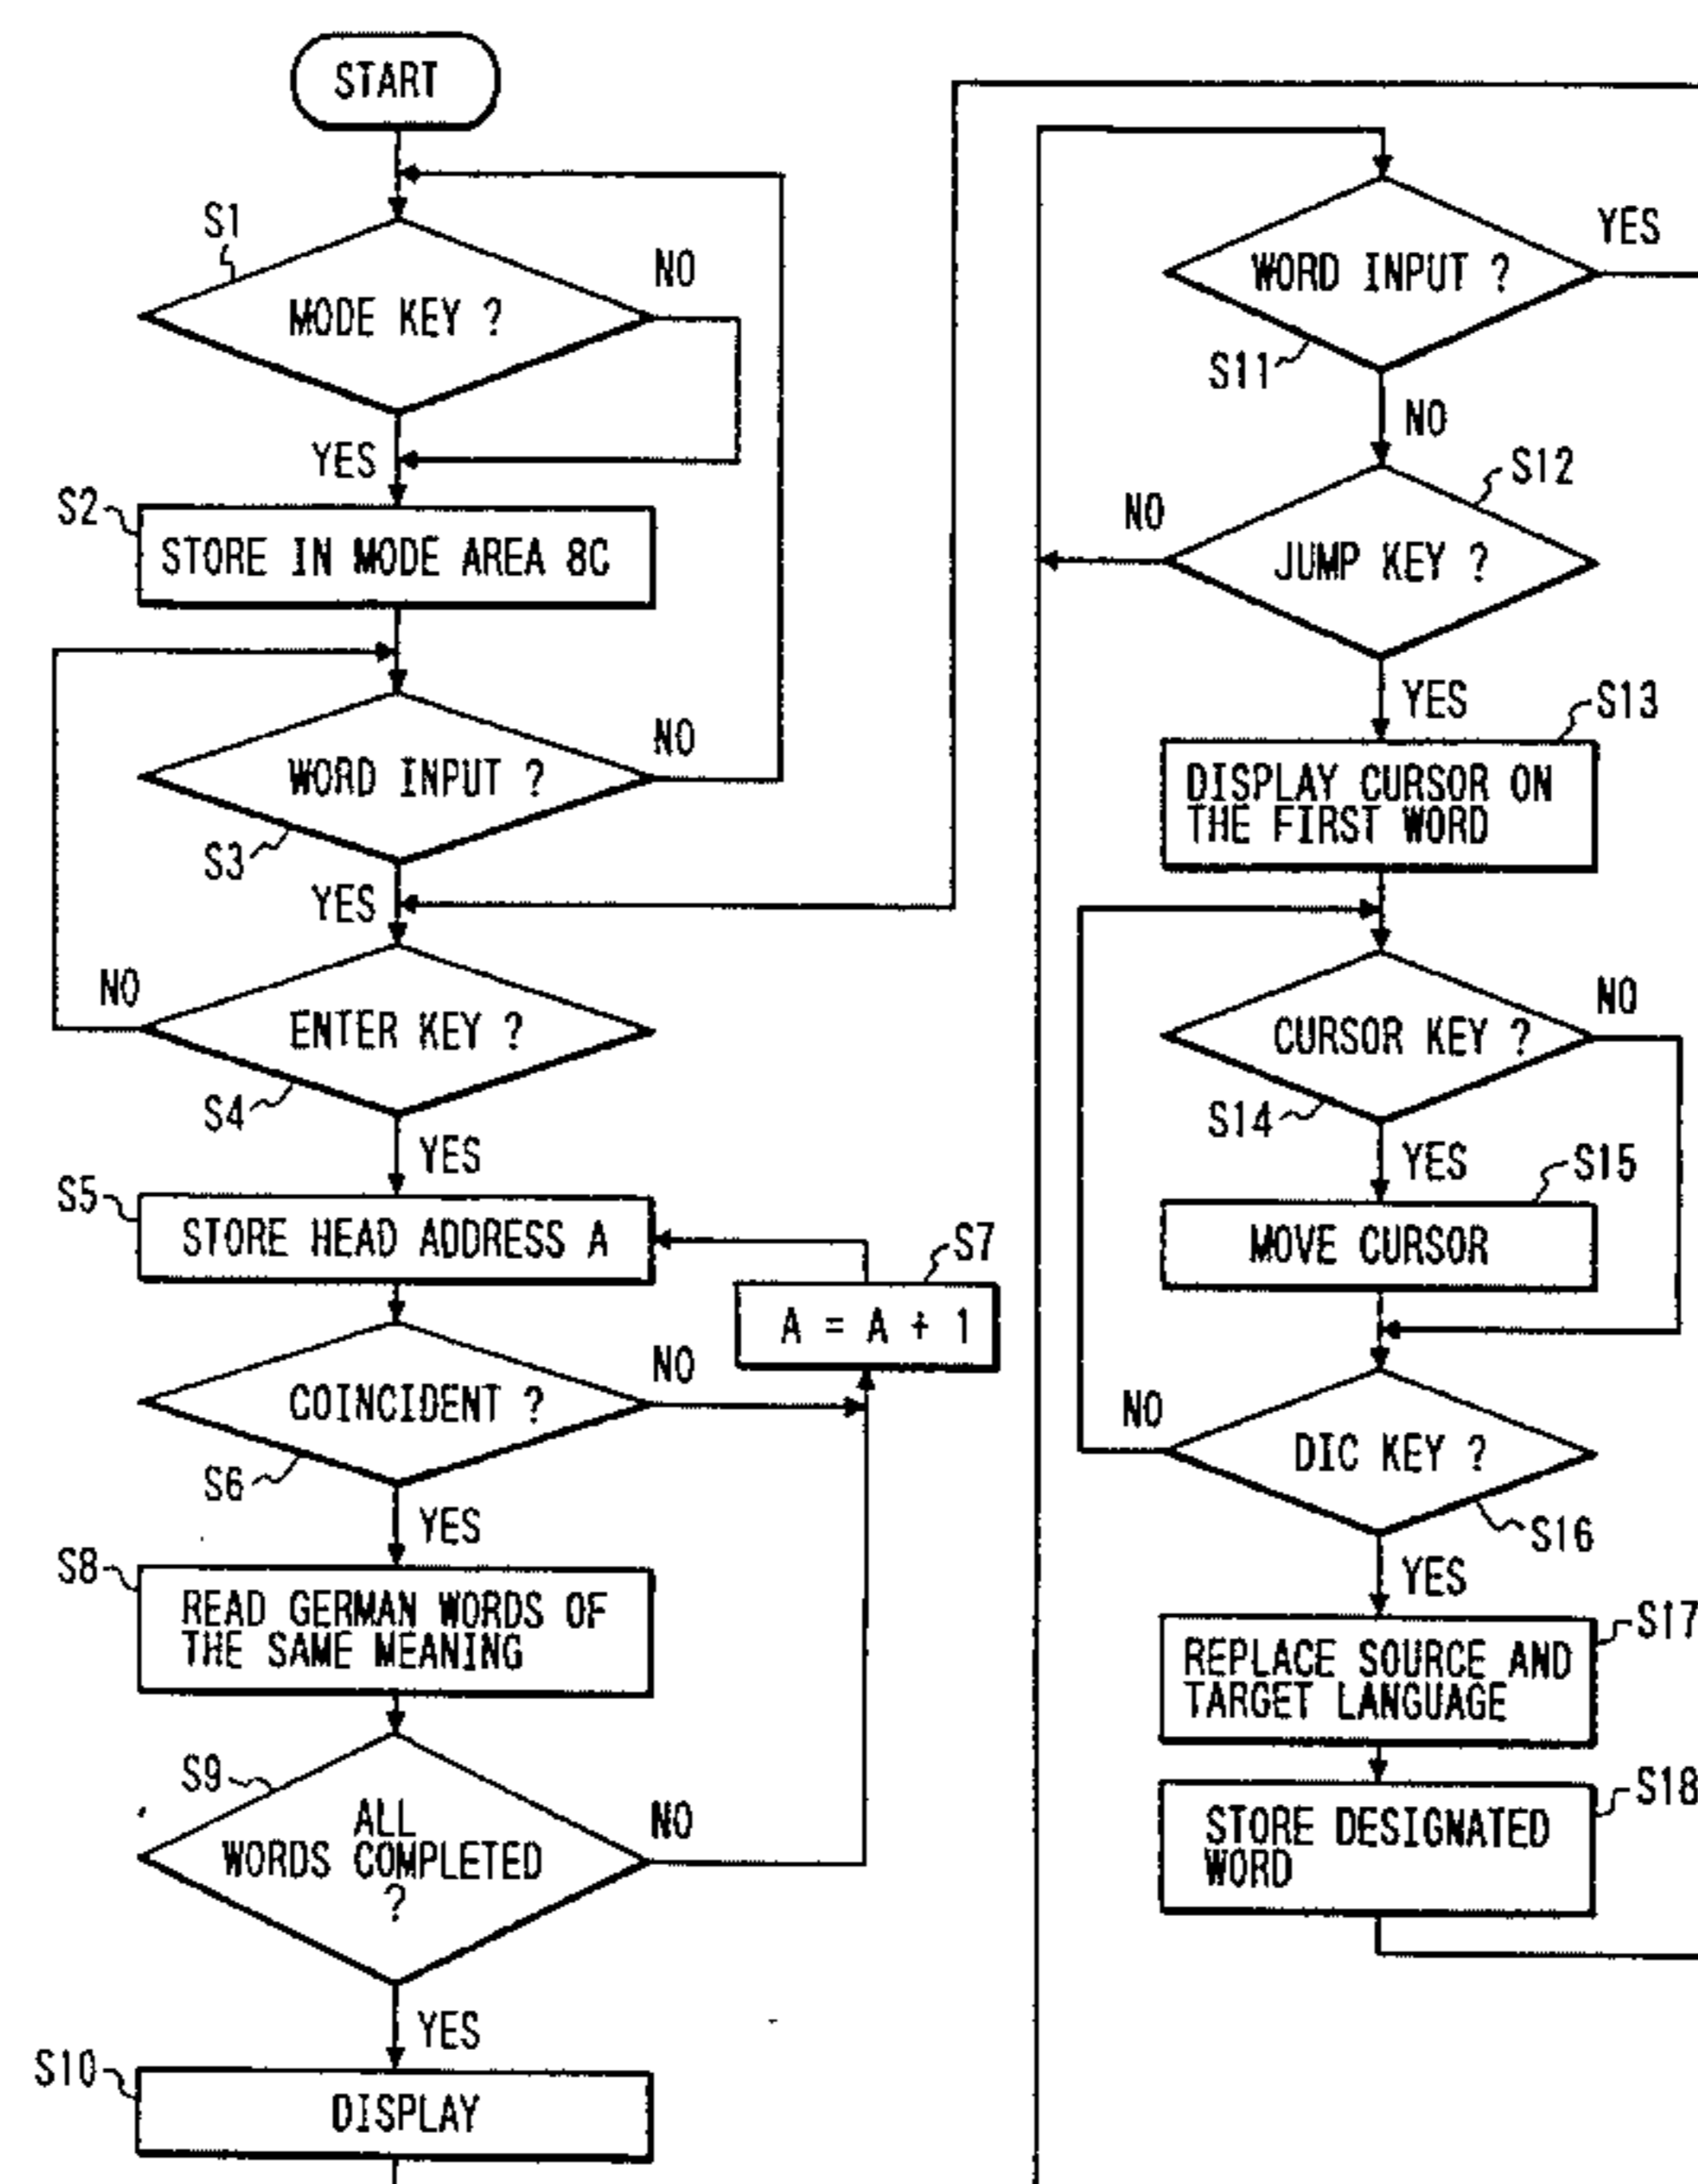 START
S1
MODE KEY ?
NO
YES
S2
STORE IN MODE AREA 8C
WORD INPUT ?
NO
S3
YES
NO
ENTER KEY ?
S4
YES
S5
STORE HEAD ADDRESS A
S7
A = A + 1
COINCIDENT ?
NO
S6
YES
S8
READ GERMAN WORDS OF
THE SAME MEANING
S9
ALL
WORDS COMPLETED
?
NO
YES
S10
DISPLAY
WORD INPUT ?
YES
S11
NO
S12
NO
JUMP KEY ?
YES
S13
DISPLAY CURSOR ON
THE FIRST WORD
CURSOR KEY ?
NO
S14
YES
S15
MOVE CURSOR
NO
DIC KEY ?
S16
YES
S17
REPLACE SOURCE AND
TARGET LANGUAGE
S18
STORE DESIGNATED
WORD